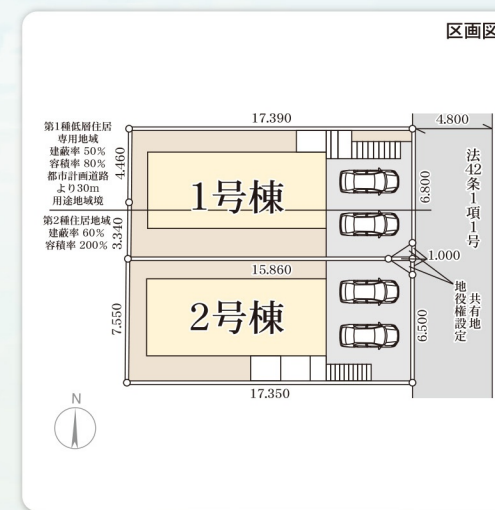 区画図
17.390
4.800
第1種低層住居
専用地域
建蔽率 50%
容積率 80%
都市計画道路
より30m
用途地域境
4.460
1号棟
6.800
法42条1項1号
第2種住居地域
建蔽率 60%
容積率 200%
3.340
1.000
15.860
共有地
地役権設定
7.550
2号棟
6.500
17.350
N